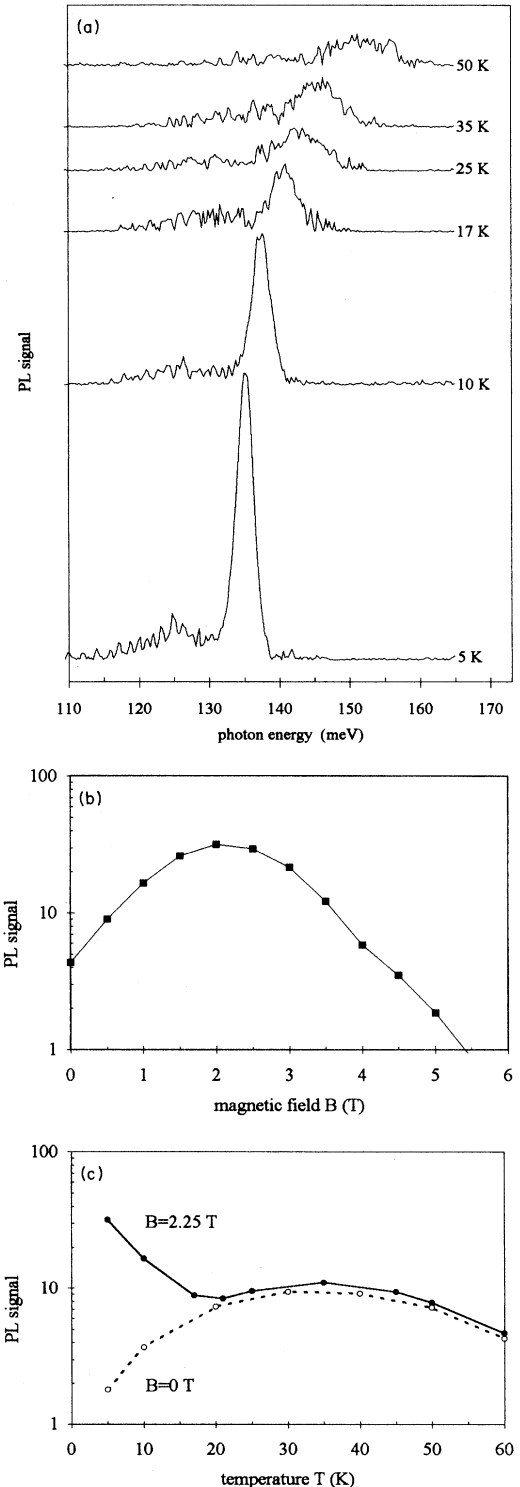 (a)
50 K
35 K
25 K
17 K
10 K
5 K
PL signal
110 120 130 140 150 160 170
photon energy (meV)
(b)
100
10
1
PL signal
0 1 2 3 4 5 6
magnetic field B (T)
(c)
100
10
1
B=2.25 T
B=0 T
PL signal
0 10 20 30 40 50 60
temperature T (K)